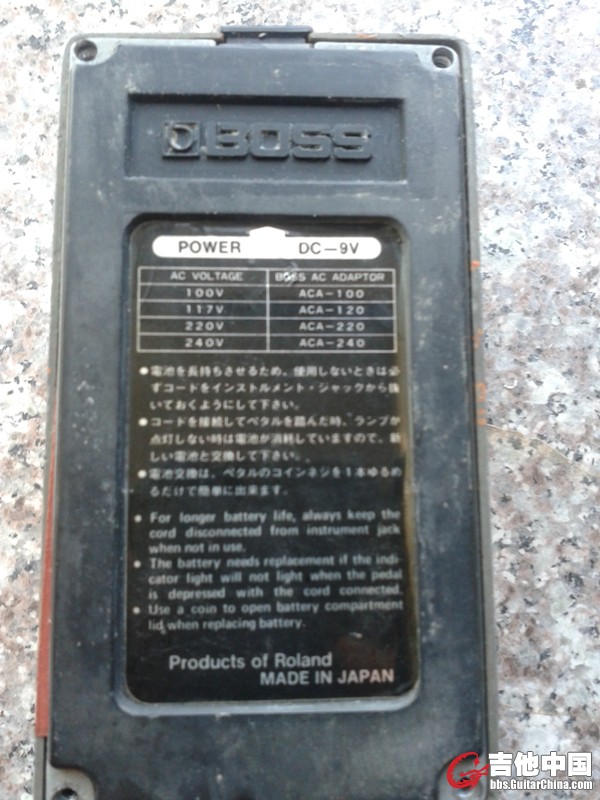 BOSS
POWER DC-9V
AC VOLTAGE BOSS AC ADAPTOR
100V ACA-100
117V ACA-120
220V ACA-220
240V ACA-240
●電池を長持ちさせるため、使用しないときは必
ずコードをインストルメント・ジャックから抜
いておくようにして下さい。
●コードを接続してペダルを踏んだ時、ランプが
点灯しない時は電池が消耗していますので、新
しい電池と交換して下さい。
●電池交換は、ペダルのコインネジを1本ゆるめ
るだけで簡単に出来ます。
● For longer battery life, always keep the
cord disconnected from instrument jack
when not in use.
● The battery needs replacement if the indi-
cator light will not light when the pedal
is depressed with the cord connected.
● Use a coin to open battery compartment
lid when replacing battery.
Products of Roland
MADE IN JAPAN
吉他中国
bbs.GuitarChina.com